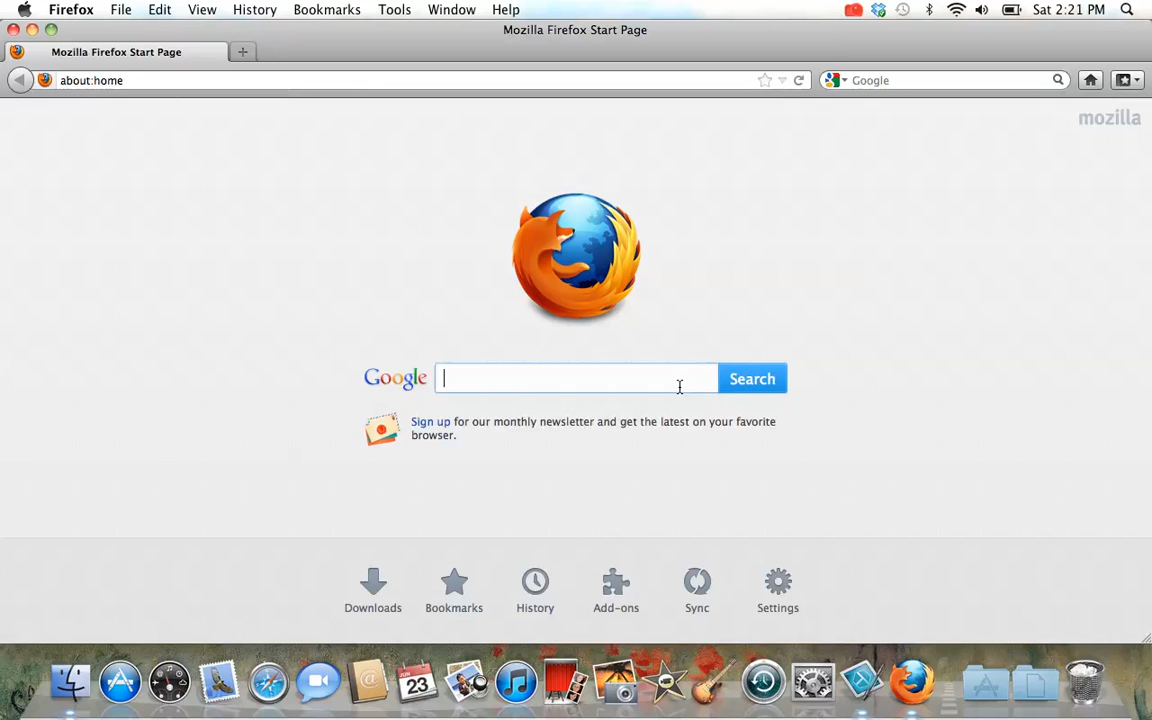 Firefox File Edit View History Bookmarks Tools Window Help Sat 2:21 PM
Mozilla Firefox Start Page
Mozilla Firefox Start Page
about:home Google
mozilla
Google Search
Sign up for our monthly newsletter and get the latest on your favorite
browser.
Downloads Bookmarks History Add-ons Sync Settings
JUN
23